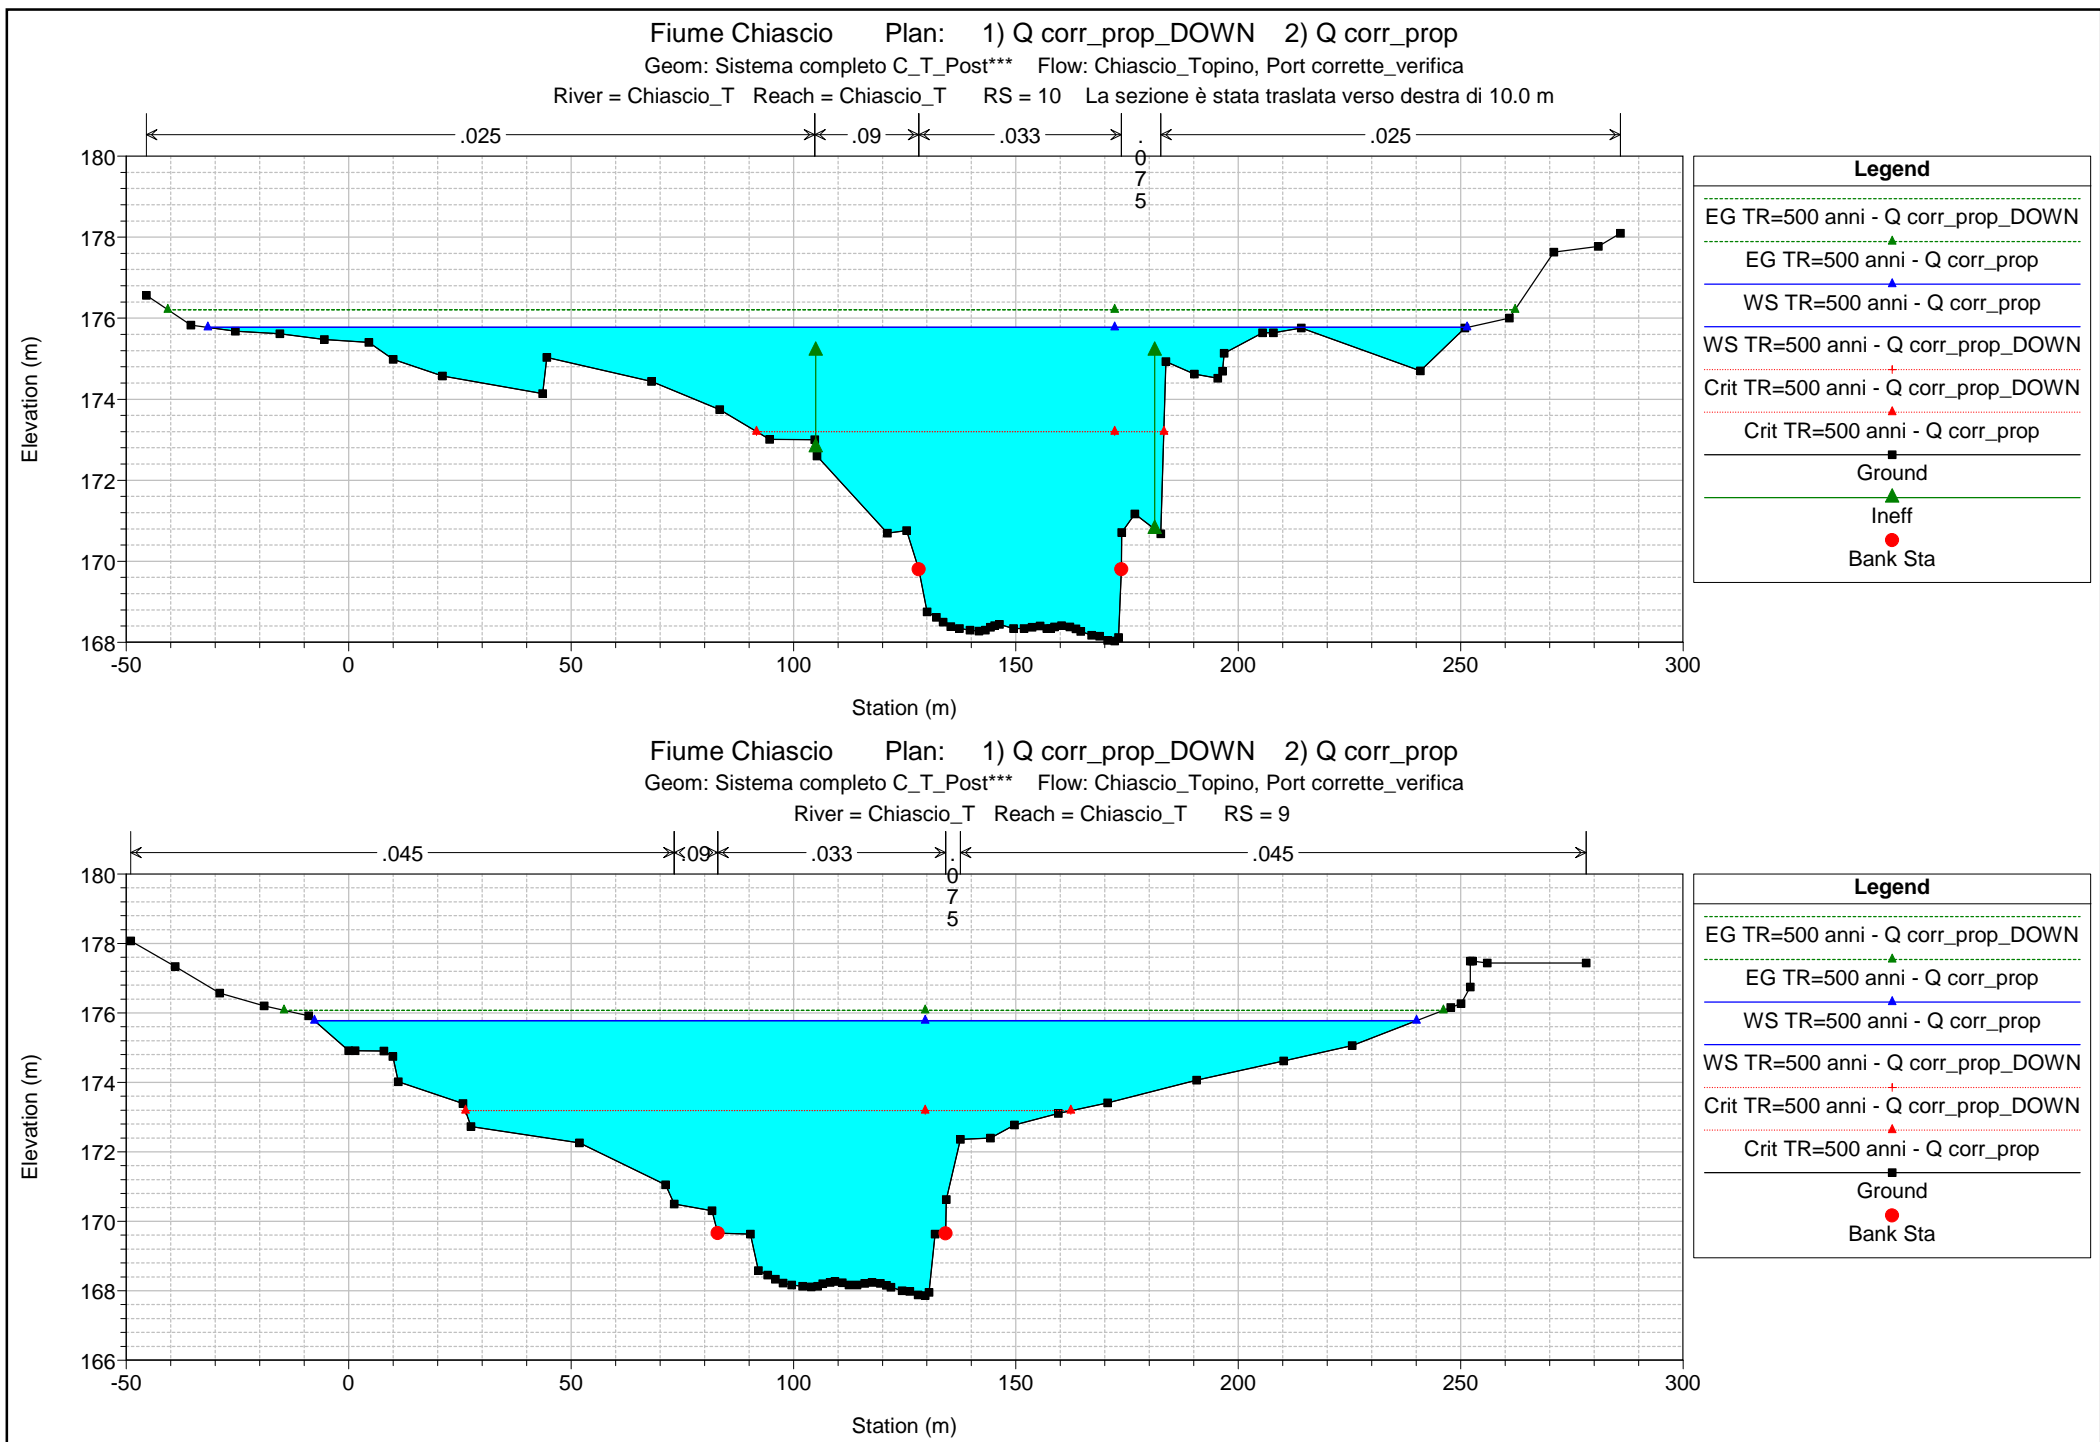 Fiume Chiascio Plan: 1) Q corr_prop_DOWN 2) Q corr_prop
Geom: Sistema completo C_T_Post*** Flow: Chiascio_Topino, Port corrette_verifica
River = Chiascio_T Reach = Chiascio_T RS = 10 La sezione è stata traslata verso destra di 10.0 m
.025 .09 .033 .075 .025
180
178
176
174
172
170
168
-50 0 50 100 150 200 250 300
Station (m)
Elevation (m)
Legend
EG TR=500 anni - Q corr_prop_DOWN
EG TR=500 anni - Q corr_prop
WS TR=500 anni - Q corr_prop
WS TR=500 anni - Q corr_prop_DOWN
Crit TR=500 anni - Q corr_prop_DOWN
Crit TR=500 anni - Q corr_prop
Ground
Ineff
Bank Sta
Fiume Chiascio Plan: 1) Q corr_prop_DOWN 2) Q corr_prop
Geom: Sistema completo C_T_Post*** Flow: Chiascio_Topino, Port corrette_verifica
River = Chiascio_T Reach = Chiascio_T RS = 9
.045 .09 .033 .075 .045
180
178
176
174
172
170
168
166
-50 0 50 100 150 200 250 300
Station (m)
Elevation (m)
Legend
EG TR=500 anni - Q corr_prop_DOWN
EG TR=500 anni - Q corr_prop
WS TR=500 anni - Q corr_prop
WS TR=500 anni - Q corr_prop_DOWN
Crit TR=500 anni - Q corr_prop_DOWN
Crit TR=500 anni - Q corr_prop
Ground
Bank Sta